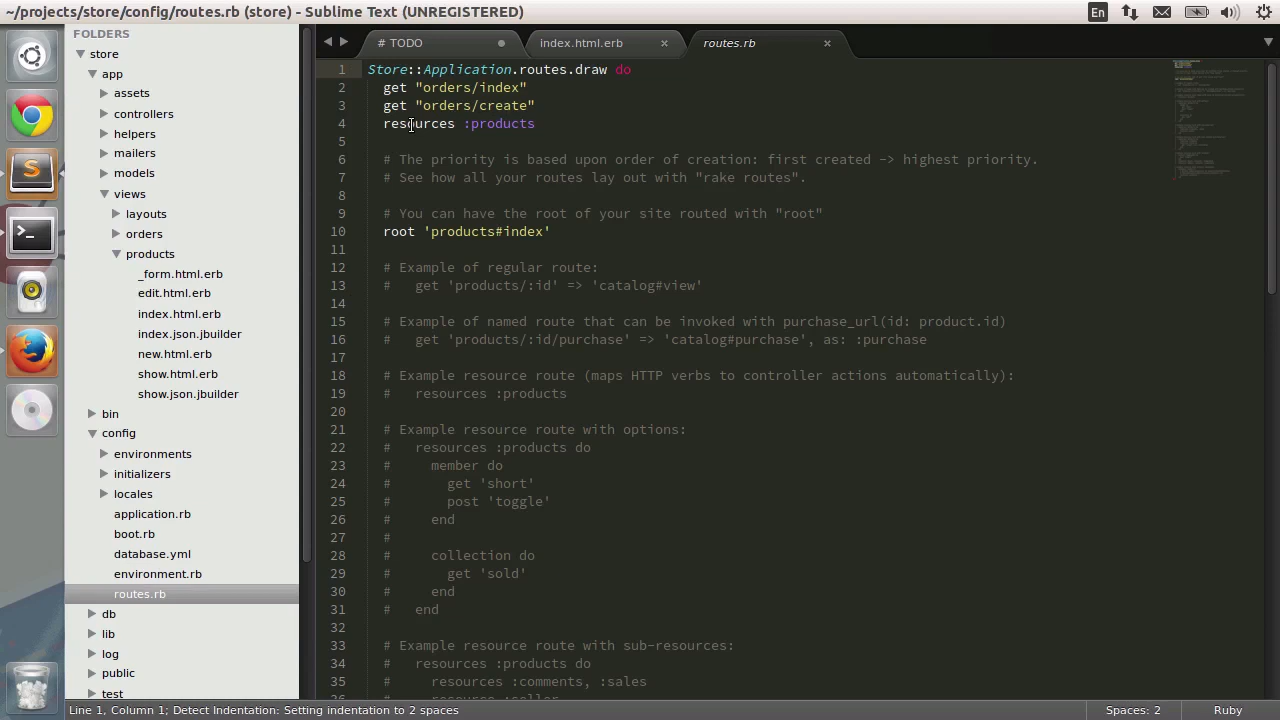 ~/projects/store/config/routes.rb (store) - Sublime Text (UNREGISTERED)
En
FOLDERS
store
app
assets
controllers
helpers
mailers
models
views
layouts
orders
products
_form.html.erb
edit.html.erb
index.html.erb
index.json.jbuilder
new.html.erb
show.html.erb
show.json.jbuilder
bin
config
environments
initializers
locales
application.rb
boot.rb
database.yml
environment.rb
routes.rb
db
lib
log
public
test
# TODO
index.html.erb
routes.rb
1 Store::Application.routes.draw do
2 get "orders/index"
3 get "orders/create"
4 resources :products
5
6 # The priority is based upon order of creation: first created -> highest priority.
7 # See how all your routes lay out with "rake routes".
8
9 # You can have the root of your site routed with "root"
10 root 'products#index'
11
12 # Example of regular route:
13 #   get 'products/:id' => 'catalog#view'
14
15 # Example of named route that can be invoked with purchase_url(id: product.id)
16 #   get 'products/:id/purchase' => 'catalog#purchase', as: :purchase
17
18 # Example resource route (maps HTTP verbs to controller actions automatically):
19 #   resources :products
20
21 # Example resource route with options:
22 #   resources :products do
23 #     member do
24 #       get 'short'
25 #       post 'toggle'
26 #     end
27 #
28 #     collection do
29 #       get 'sold'
30 #     end
31 #   end
32
33 # Example resource route with sub-resources:
34 #   resources :products do
35 #     resources :comments, :sales
36 #     resource :seller
Line 1, Column 1; Detect Indentation: Setting indentation to 2 spaces
Spaces: 2
Ruby